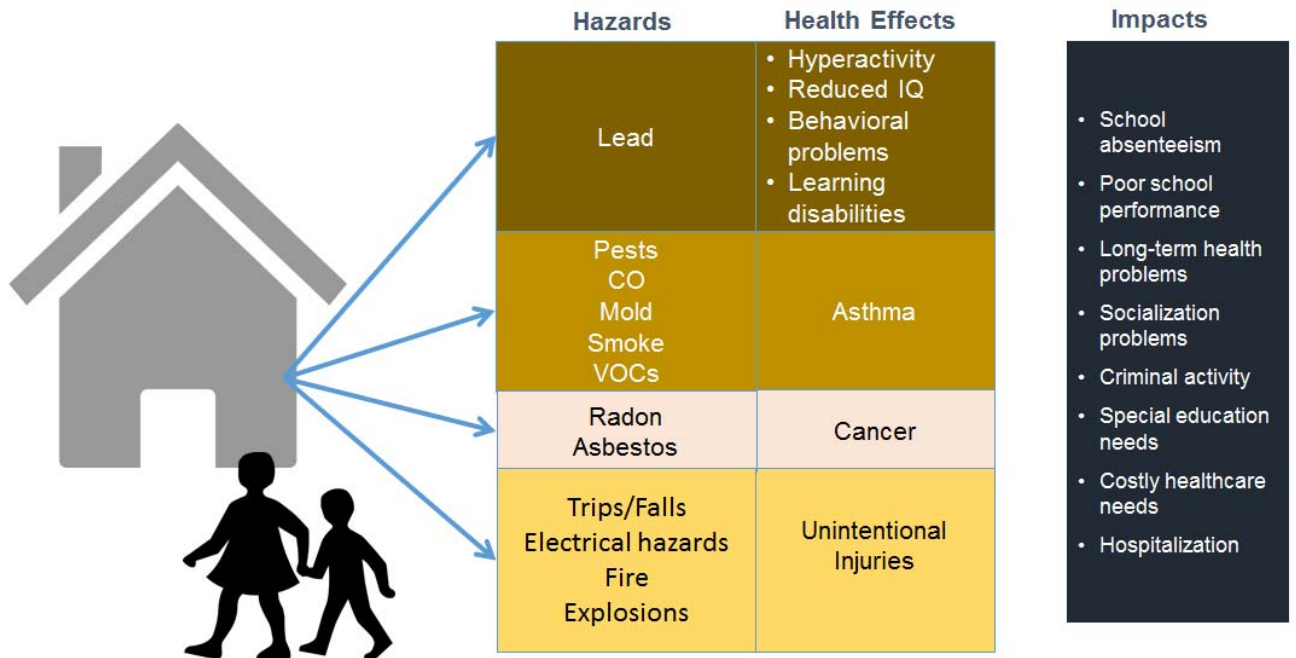 Hazards
Health Effects
Impacts
Lead
• Hyperactivity
• Reduced IQ
• Behavioral
problems
• Learning
disabilities
Pests
CO
Mold
Smoke
VOCs
Asthma
Radon
Asbestos
Cancer
Trips/Falls
Electrical hazards
Fire
Explosions
Unintentional
Injuries
• School
absenteeism
• Poor school
performance
• Long-term health
problems
• Socialization
problems
• Criminal activity
• Special education
needs
• Costly healthcare
needs
• Hospitalization